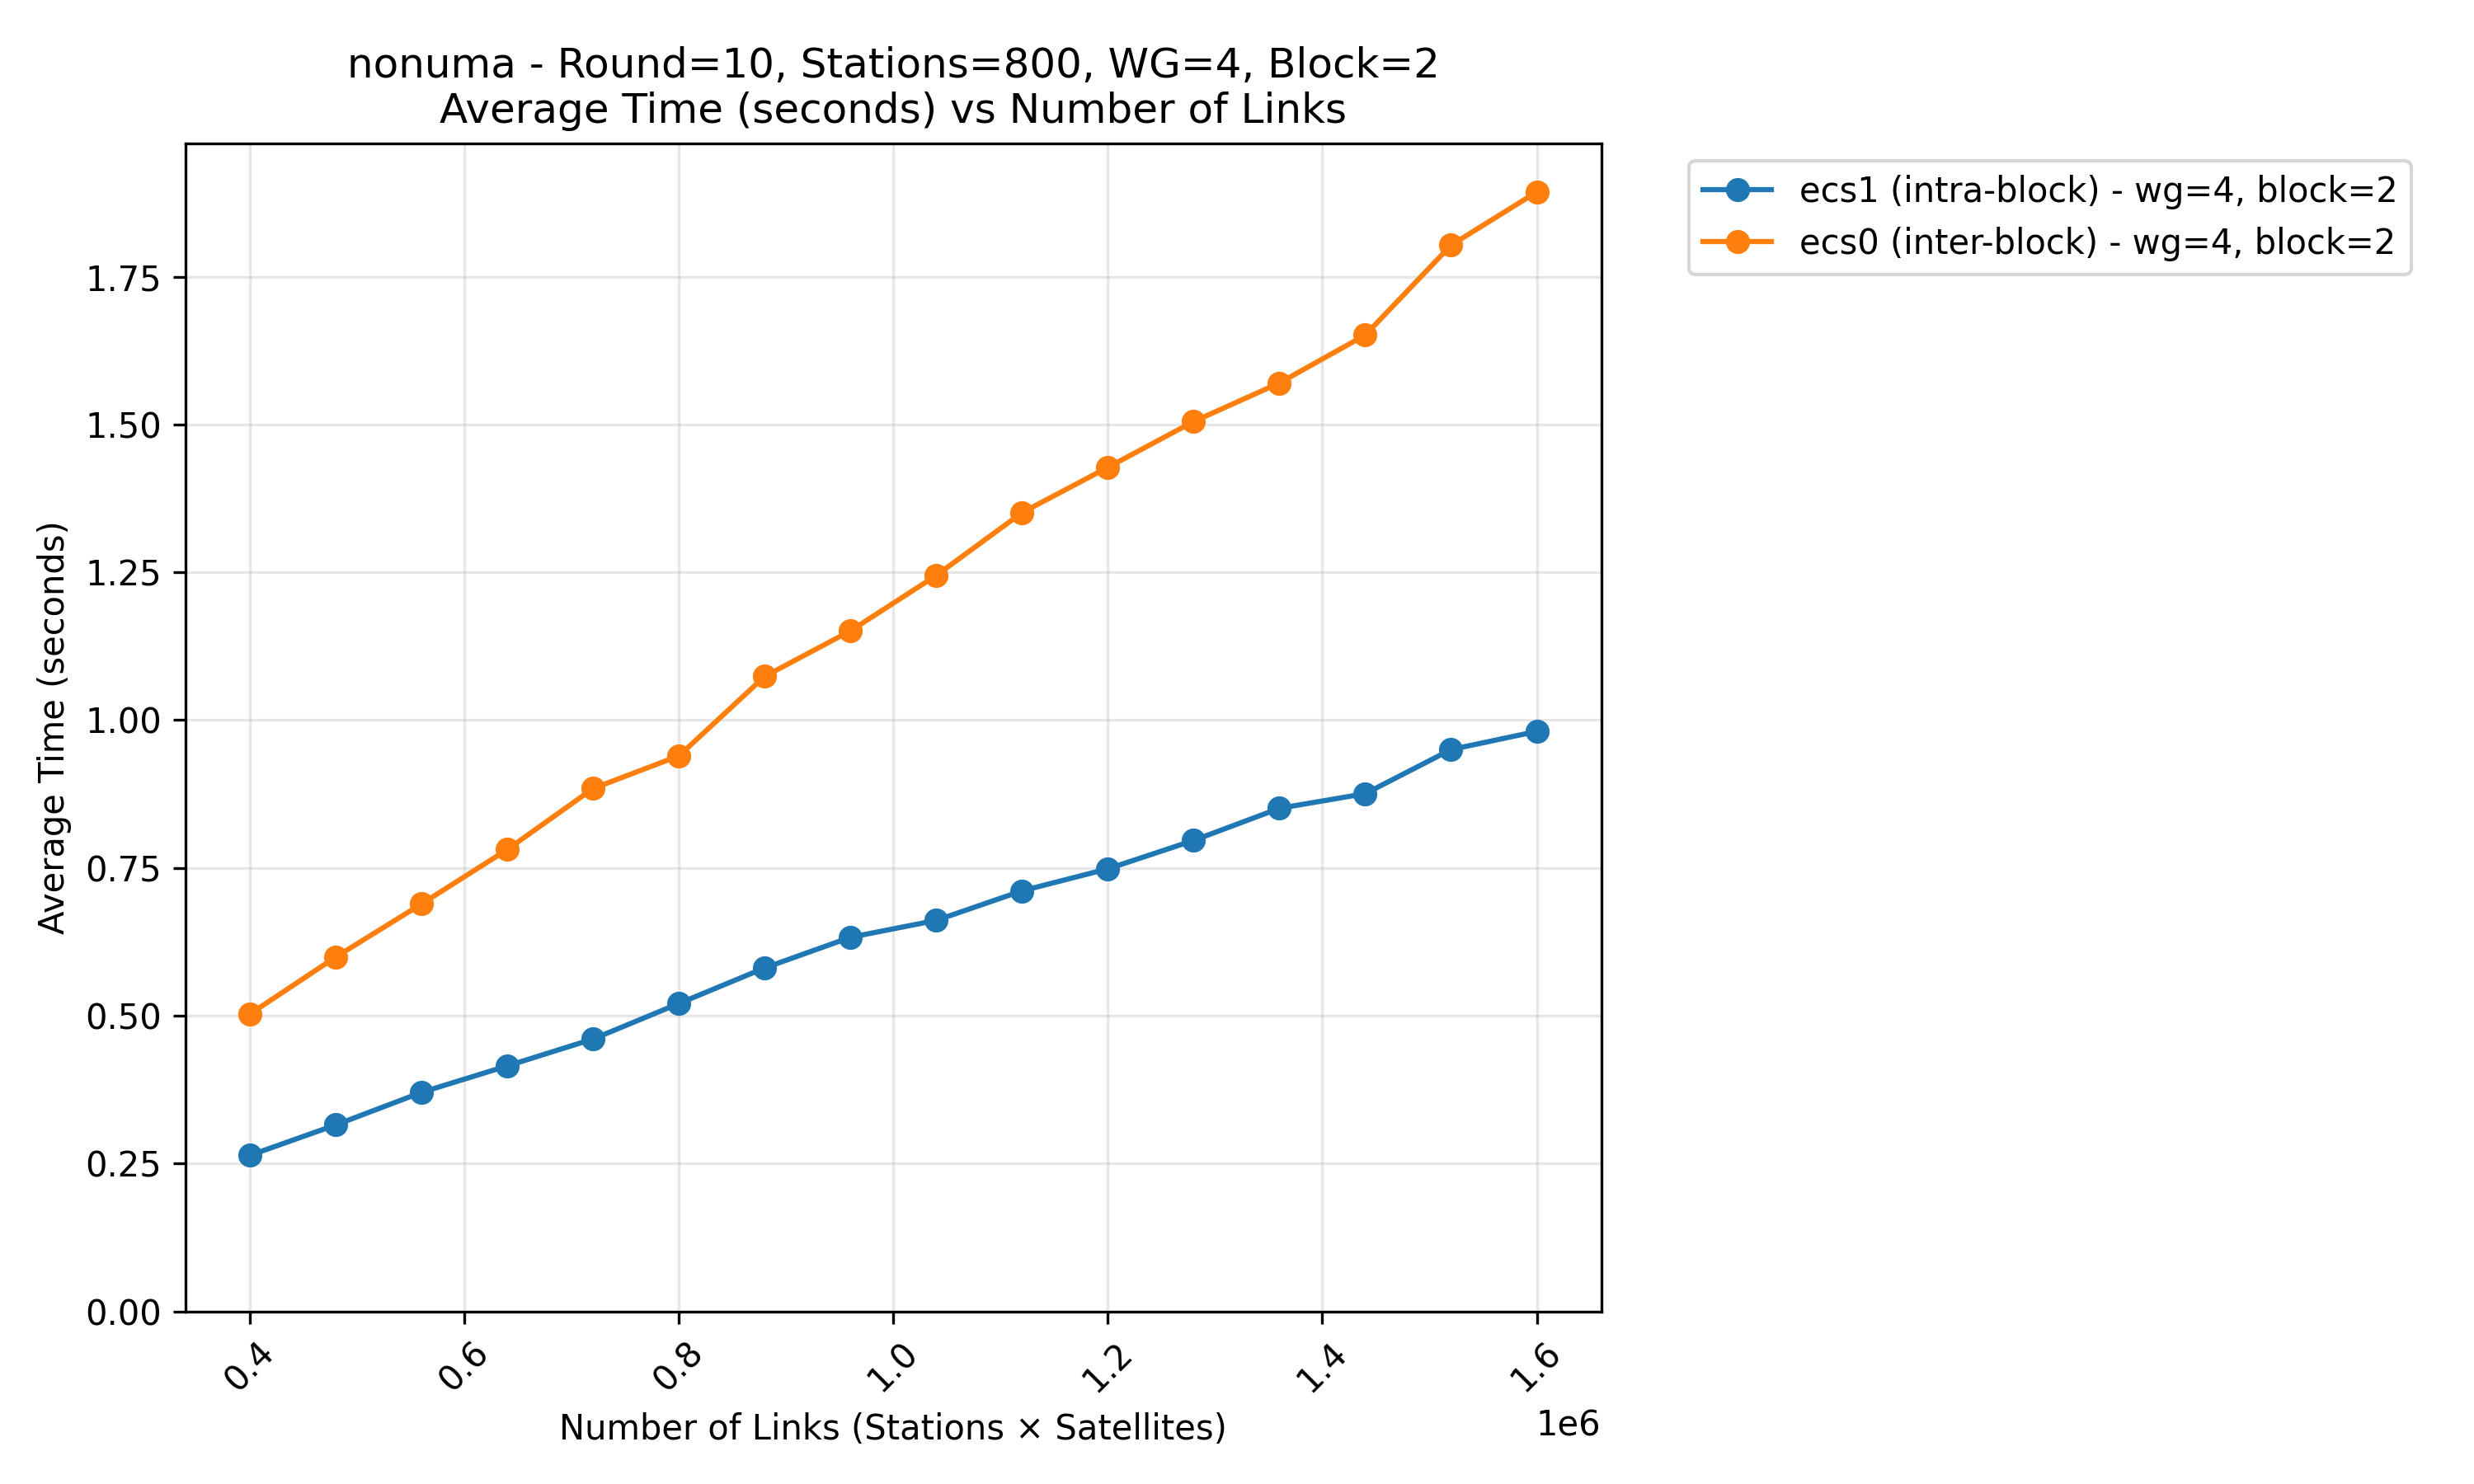 nonuma - Round=10, Stations=800, WG=4, Block=2
Average Time (seconds) vs Number of Links
ecs1 (intra-block) - wg=4, block=2
ecs0 (inter-block) - wg=4, block=2
Average Time (seconds)
1.75
1.50
1.25
1.00
0.75
0.50
0.25
0.00
0.4 0.6 0.8 1.0 1.2 1.4 1.6
1e6
Number of Links (Stations × Satellites)